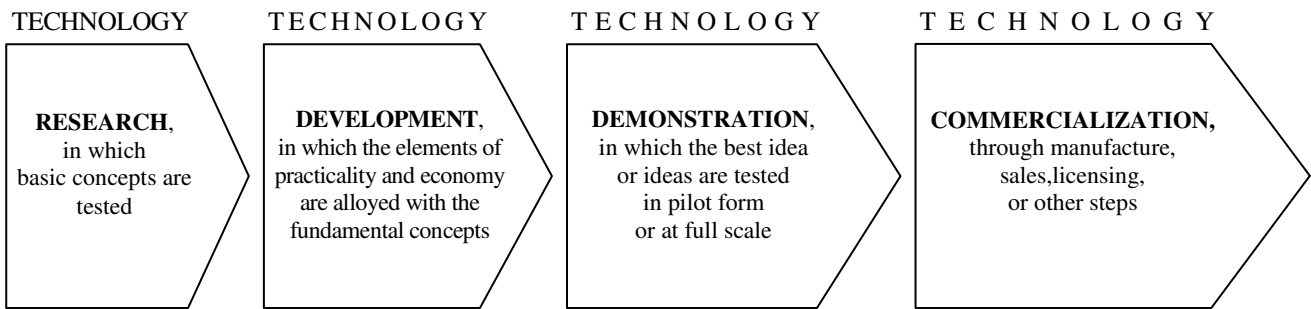 TECHNOLOGY
RESEARCH,
in which
basic concepts are
tested
TECHNOLOGY
DEVELOPMENT,
in which the elements of
practicality and economy
are alloyed with the
fundamental concepts
TECHNOLOGY
DEMONSTRATION,
in which the best idea
or ideas are tested
in pilot form
or at full scale
TECHNOLOGY
COMMERCIALIZATION,
through manufacture,
sales,licensing,
or other steps